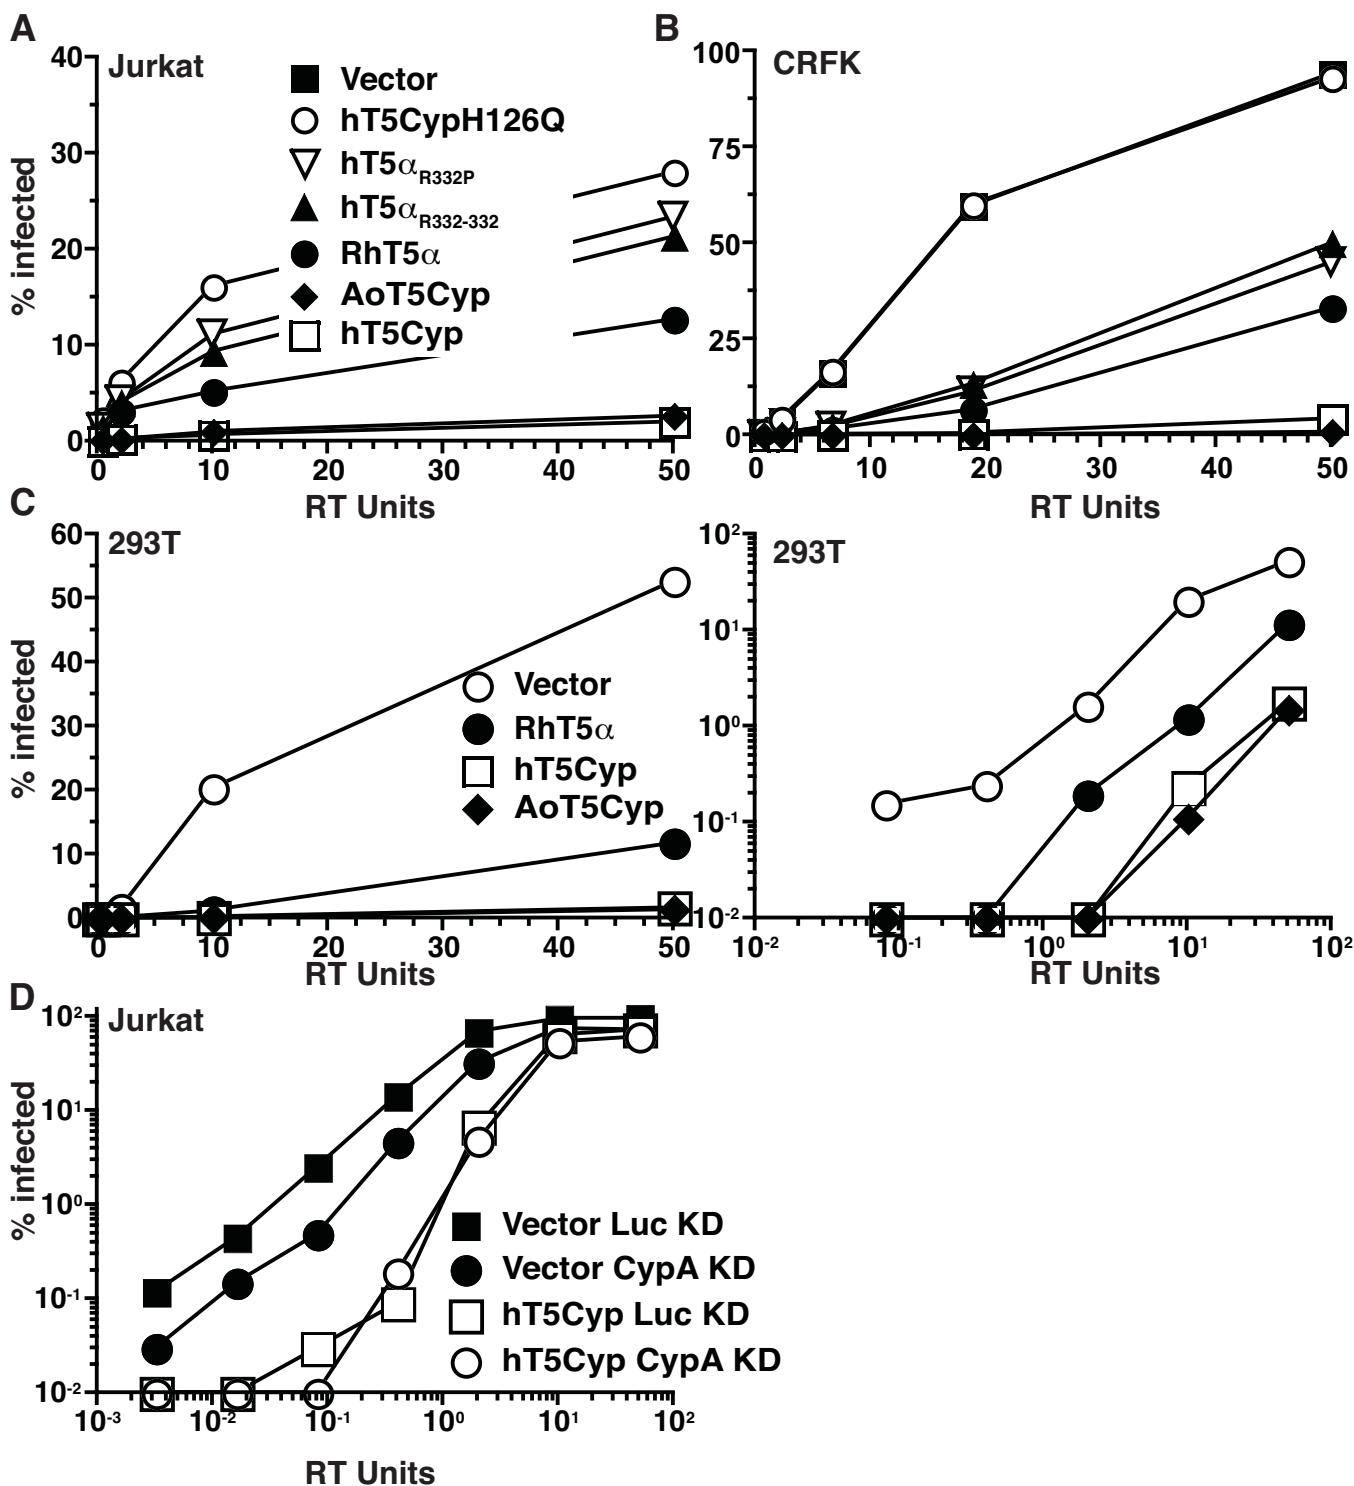 A
Jurkat
40
30
20
10
0
% infected
Vector
hT5CypH126Q
hT5αR332P
hT5αR332-332
RhT5α
AoT5Cyp
hT5Cyp
0 10 20 30 40 50
RT Units
B
CRFK
100
75
50
25
0
0 10 20 30 40 50
RT Units
C
293T
60
50
40
30
20
10
0
% infected
Vector
RhT5α
hT5Cyp
AoT5Cyp
0 10 20 30 40 50
RT Units
293T
10²
10¹
10⁰
10⁻¹
10⁻²
10⁻² 10⁻¹ 10⁰ 10¹ 10²
RT Units
D
Jurkat
10²
10¹
10⁰
10⁻¹
10⁻²
% infected
Vector Luc KD
Vector CypA KD
hT5Cyp Luc KD
hT5Cyp CypA KD
10⁻³ 10⁻² 10⁻¹ 10⁰ 10¹ 10²
RT Units